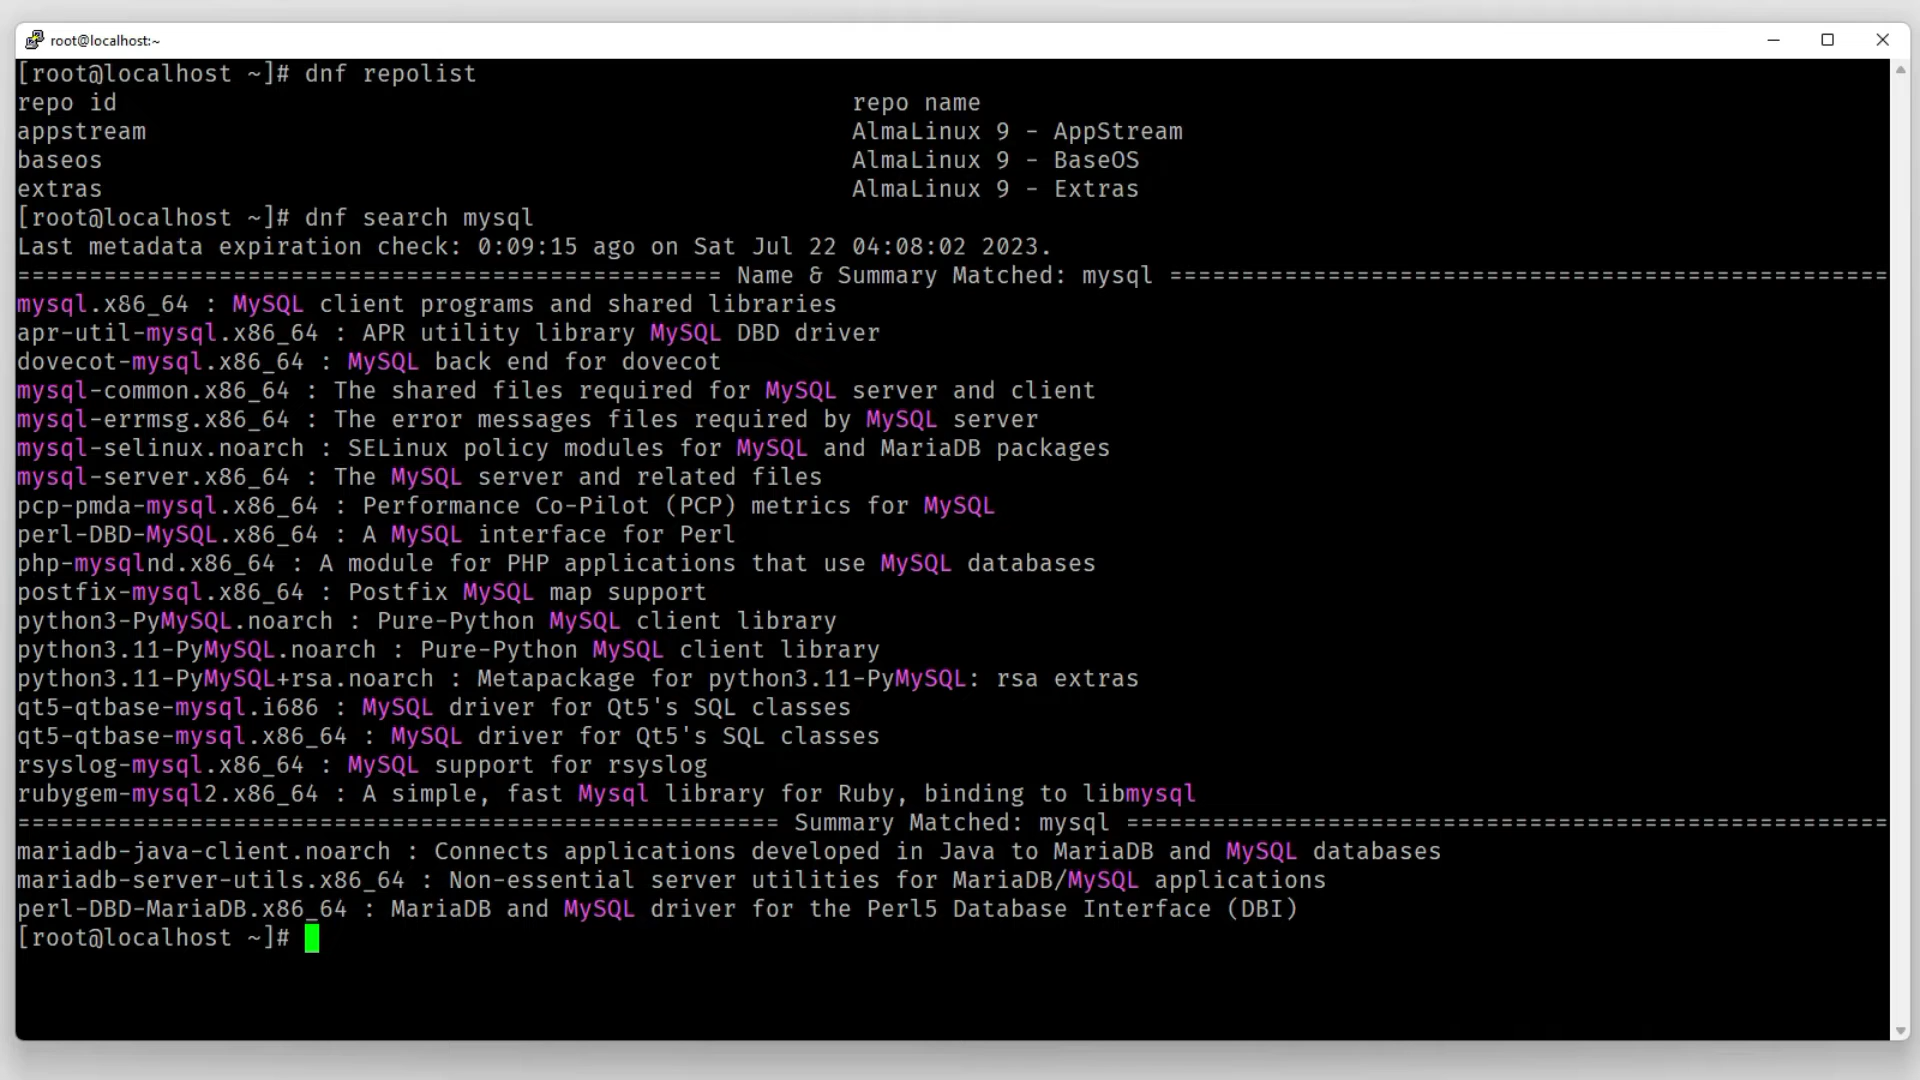 root@localhost:~
[root@localhost ~]# dnf repolist
repo id repo name
appstream AlmaLinux 9 - AppStream
baseos AlmaLinux 9 - BaseOS
extras AlmaLinux 9 - Extras
[root@localhost ~]# dnf search mysql
Last metadata expiration check: 0:09:15 ago on Sat Jul 22 04:08:02 2023.
================================================= Name & Summary Matched: mysql ==================================================
mysql.x86_64 : MySQL client programs and shared libraries
apr-util-mysql.x86_64 : APR utility library MySQL DBD driver
dovecot-mysql.x86_64 : MySQL back end for dovecot
mysql-common.x86_64 : The shared files required for MySQL server and client
mysql-errmsg.x86_64 : The error messages files required by MySQL server
mysql-selinux.noarch : SELinux policy modules for MySQL and MariaDB packages
mysql-server.x86_64 : The MySQL server and related files
pcp-pmda-mysql.x86_64 : Performance Co-Pilot (PCP) metrics for MySQL
perl-DBD-MySQL.x86_64 : A MySQL interface for Perl
php-mysqlnd.x86_64 : A module for PHP applications that use MySQL databases
postfix-mysql.x86_64 : Postfix MySQL map support
python3-PyMySQL.noarch : Pure-Python MySQL client library
python3.11-PyMySQL.noarch : Pure-Python MySQL client library
python3.11-PyMySQL+rsa.noarch : Metapackage for python3.11-PyMySQL: rsa extras
qt5-qtbase-mysql.i686 : MySQL driver for Qt5's SQL classes
qt5-qtbase-mysql.x86_64 : MySQL driver for Qt5's SQL classes
rsyslog-mysql.x86_64 : MySQL support for rsyslog
rubygem-mysql2.x86_64 : A simple, fast Mysql library for Ruby, binding to libmysql
===================================================== Summary Matched: mysql =====================================================
mariadb-java-client.noarch : Connects applications developed in Java to MariaDB and MySQL databases
mariadb-server-utils.x86_64 : Non-essential server utilities for MariaDB/MySQL applications
perl-DBD-MariaDB.x86_64 : MariaDB and MySQL driver for the Perl5 Database Interface (DBI)
[root@localhost ~]#